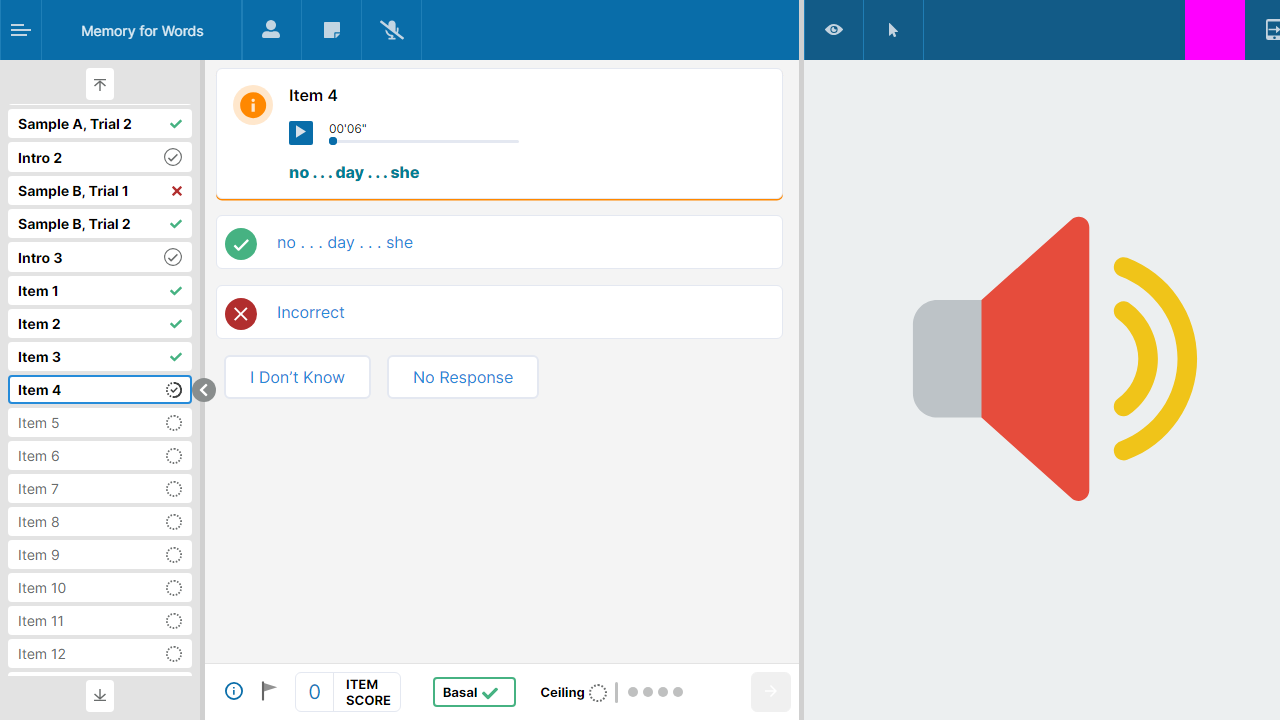 Memory for Words
Sample A, Trial 2
Intro 2
Sample B, Trial 1
Sample B, Trial 2
Intro 3
Item 1
Item 2
Item 3
Item 4
Item 5
Item 6
Item 7
Item 8
Item 9
Item 10
Item 11
Item 12
Item 4
00'06"
no . . . day . . . she
no . . . day . . . she
Incorrect
I Don’t Know
No Response
0
ITEM
SCORE
Basal
Ceiling